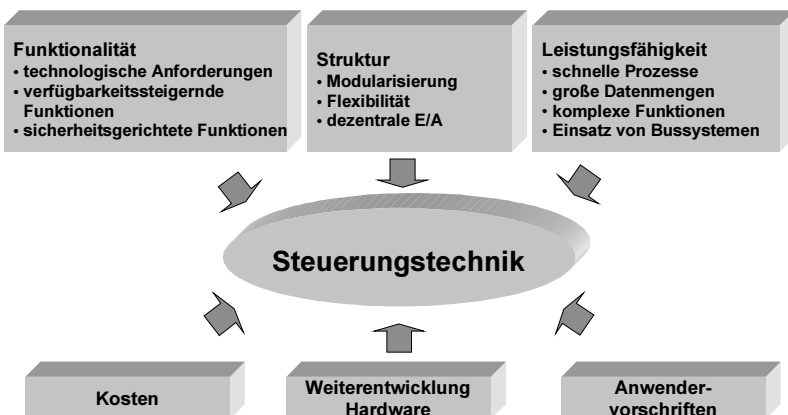 Funktionalität
• technologische Anforderungen
• verfügbarkeitssteigernde
Funktionen
• sicherheitsgerichtete Funktionen
Struktur
• Modularisierung
• Flexibilität
• dezentrale E/A
Leistungsfähigkeit
• schnelle Prozesse
• große Datenmengen
• komplexe Funktionen
• Einsatz von Bussystemen
Steuerungstechnik
Kosten
Weiterentwicklung
Hardware
Anwender-
vorschriften